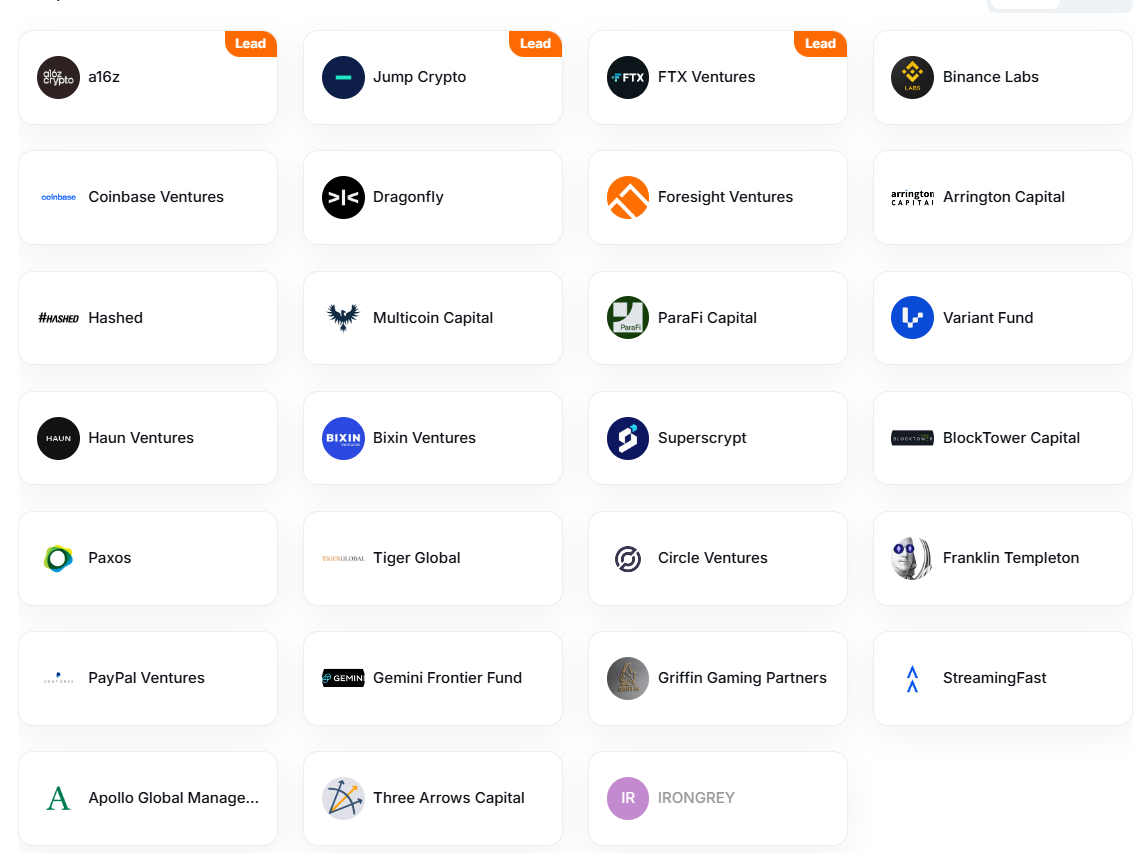 Lead
a16z
crypto
a16z
Lead
Jump Crypto
Lead
FTX
FTX Ventures
LABS
Binance Labs
coinbase
Coinbase Ventures
Dragonfly
Foresight Ventures
arrington
CAPITAL
Arrington Capital
#HASHED
Hashed
Multicoin Capital
ParaFi
ParaFi Capital
Variant Fund
HAUN
Haun Ventures
BIXIN
Ventures
Bixin Ventures
Superscrypt
BLOCKTOWER
BlockTower Capital
Paxos
TIGERGLOBAL
Tiger Global
Circle Ventures
Franklin Templeton
VENTURES
PayPal Ventures
GEMINI
Gemini Frontier Fund
Griffin Gaming Partners
StreamingFast
A
Apollo Global Manage...
Three Arrows Capital
IR
IRONGREY